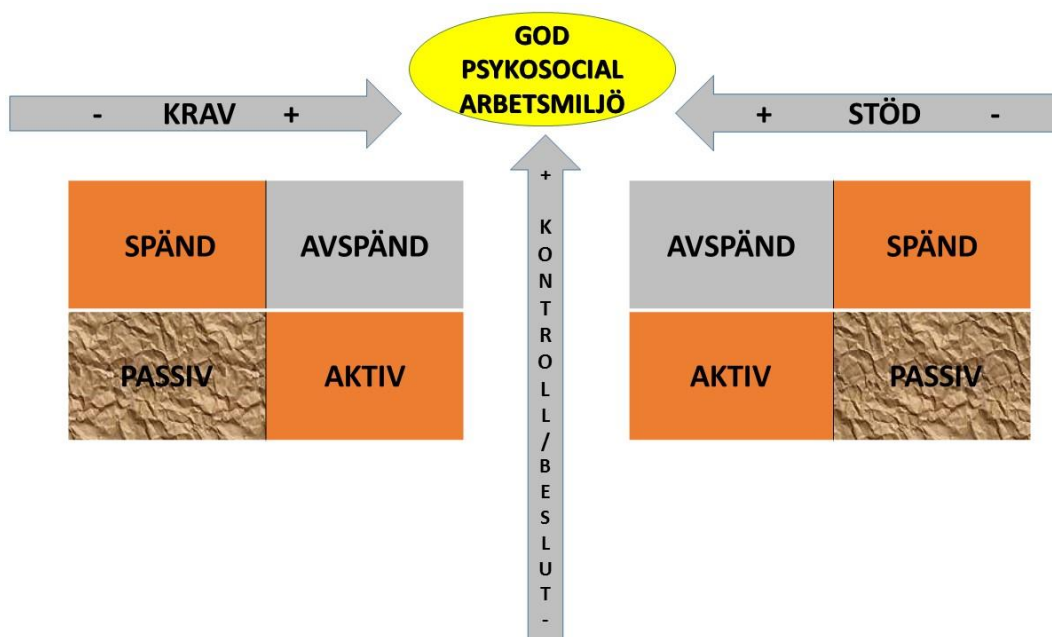 GOD
PSYKOSOCIAL
ARBETSMILJÖ
- KRAV +
+ STÖD -
+ KONTROLL/BESLUT-
SPÄND AVSPÄND
AVSPÄND SPÄND
PASSIV AKTIV
AKTIV PASSIV